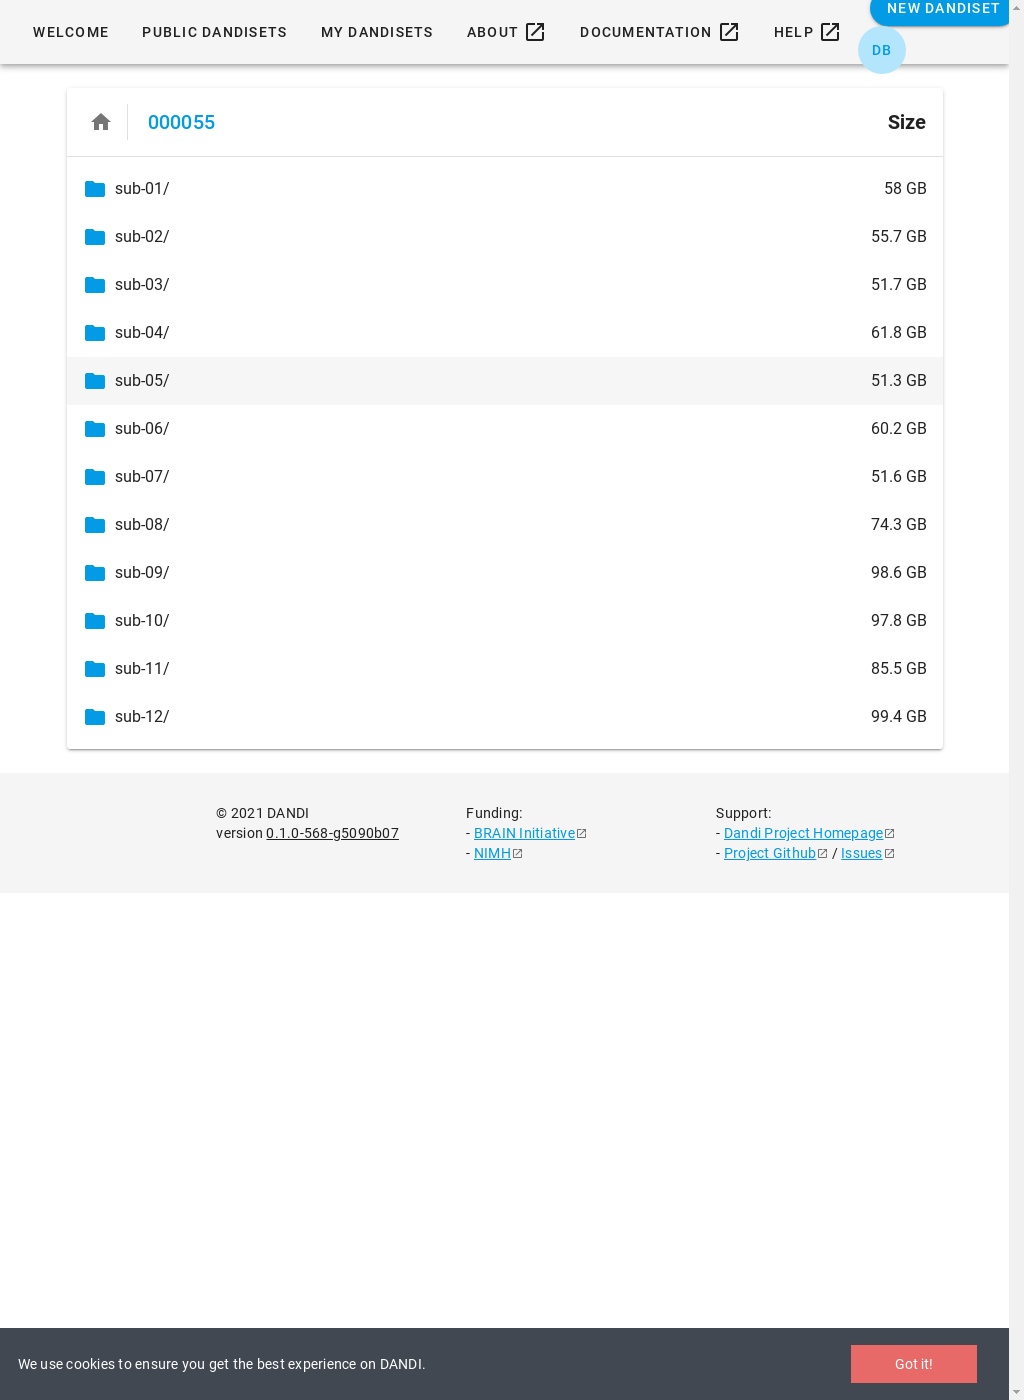 NEW DANDISET
WELCOME PUBLIC DANDISETS MY DANDISETS ABOUT DOCUMENTATION HELP
DB
000055 Size
sub-01/ 58 GB
sub-02/ 55.7 GB
sub-03/ 51.7 GB
sub-04/ 61.8 GB
sub-05/ 51.3 GB
sub-06/ 60.2 GB
sub-07/ 51.6 GB
sub-08/ 74.3 GB
sub-09/ 98.6 GB
sub-10/ 97.8 GB
sub-11/ 85.5 GB
sub-12/ 99.4 GB
© 2021 DANDI Funding: Support:
version 0.1.0-568-g5090b07 - BRAIN Initiative - Dandi Project Homepage
- NIMH - Project Github / Issues
We use cookies to ensure you get the best experience on DANDI. Got it!